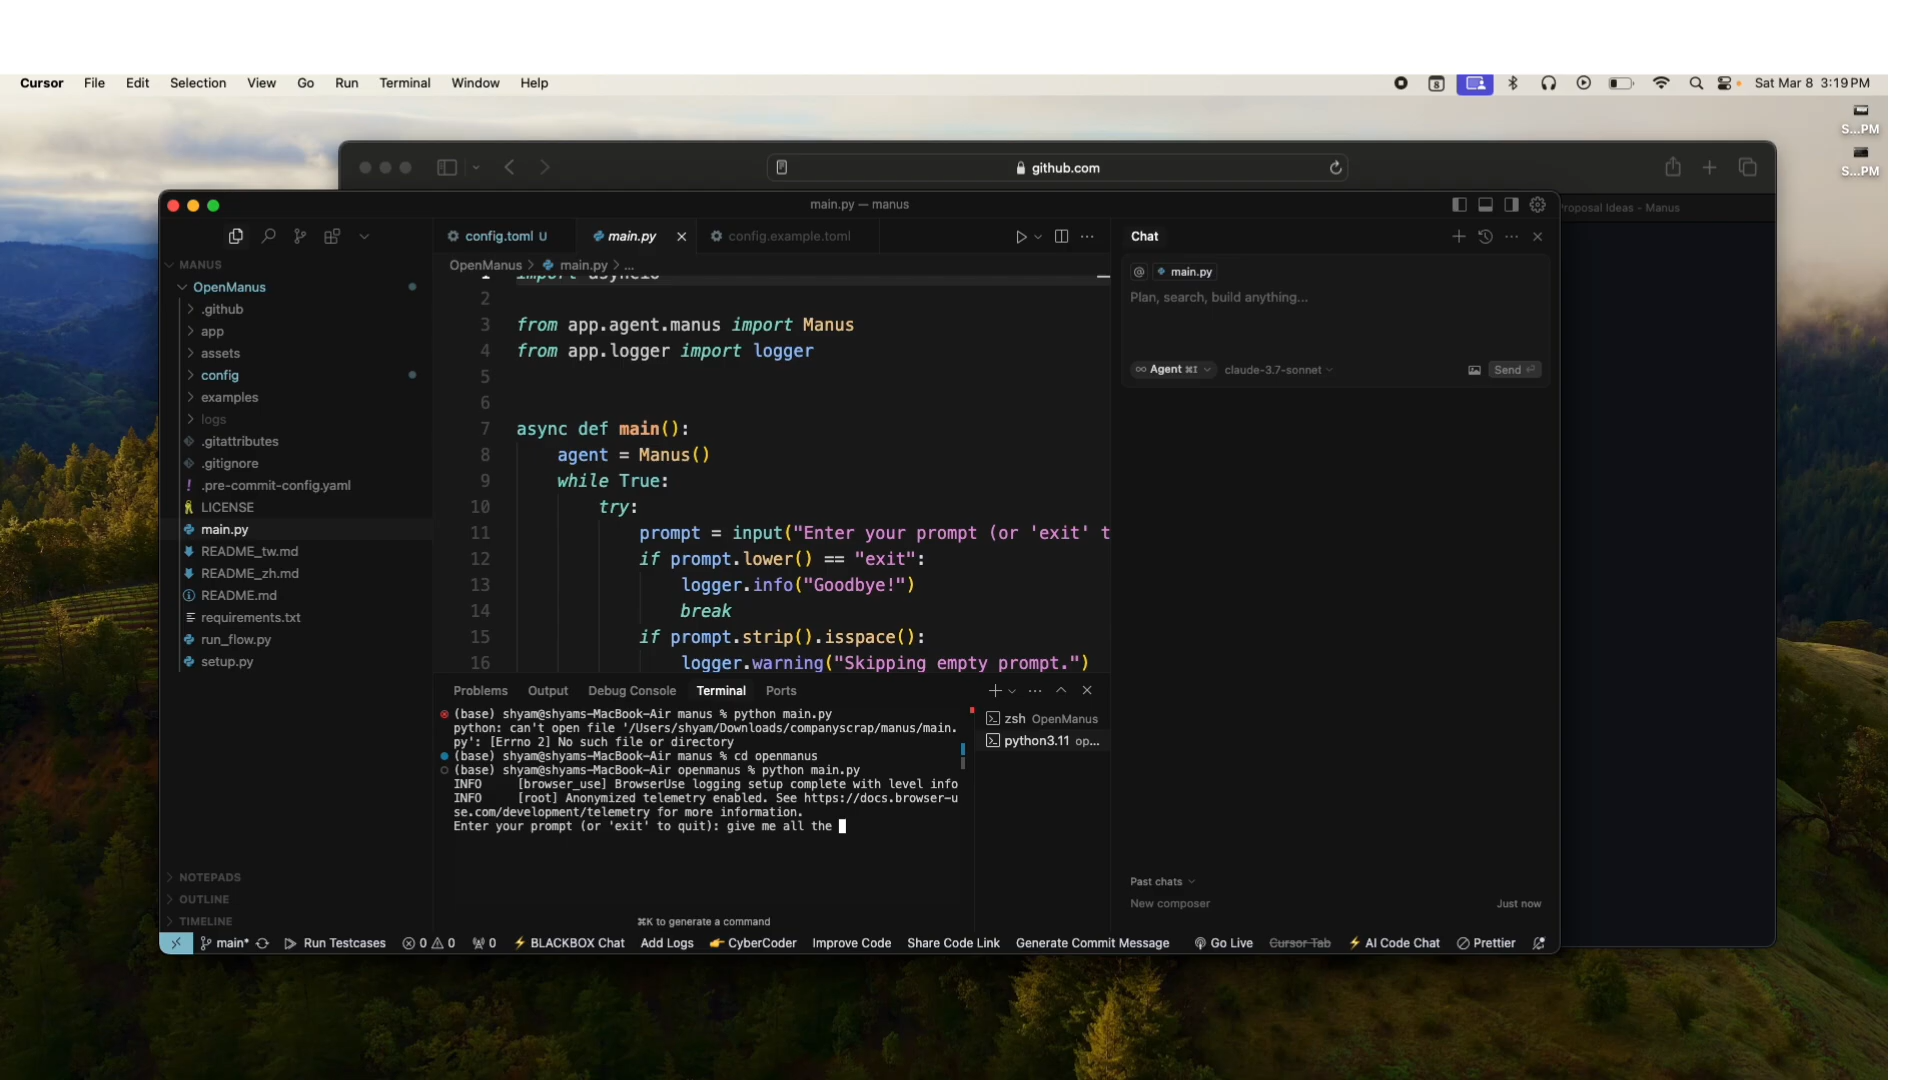 Cursor File Edit Selection View Go Run Terminal Window Help
8
Sat Mar 8 3:19 PM
S...PM
S...PM
github.com
Proposal Ideas - Manus
main.py — manus
config.toml U
main.py
config.example.toml
Chat
OpenManus > main.py > ...
MANUS
OpenManus
.github
app
assets
config
examples
logs
.gitattributes
.gitignore
.pre-commit-config.yaml
LICENSE
main.py
README_tw.md
README_zh.md
README.md
requirements.txt
run_flow.py
setup.py
NOTEPADS
OUTLINE
TIMELINE
1 import asyncio
2
3 from app.agent.manus import Manus
4 from app.logger import logger
5
6
7 async def main():
8 agent = Manus()
9 while True:
10 try:
11 prompt = input("Enter your prompt (or 'exit' t
12 if prompt.lower() == "exit":
13 logger.info("Goodbye!")
14 break
15 if prompt.strip().isspace():
16 logger.warning("Skipping empty prompt.")
Problems Output Debug Console Terminal Ports
(base) shyam@shyams-MacBook-Air manus % python main.py
python: can't open file '/Users/shyam/Downloads/companyscrap/manus/main.
py': [Errno 2] No such file or directory
(base) shyam@shyams-MacBook-Air manus % cd openmanus
(base) shyam@shyams-MacBook-Air openmanus % python main.py
INFO [browser_use] BrowserUse logging setup complete with level info
INFO [root] Anonymized telemetry enabled. See https://docs.browser-u
se.com/development/telemetry for more information.
Enter your prompt (or 'exit' to quit): give me all the
⌘K to generate a command
zsh OpenManus
python3.11 op...
@ main.py
Plan, search, build anything...
∞ Agent ⌘I claude-3.7-sonnet
Send ⏎
Past chats
New composer Just now
main* Run Testcases 0 0 0 BLACKBOX Chat Add Logs CyberCoder Improve Code Share Code Link Generate Commit Message Go Live Cursor Tab AI Code Chat Prettier